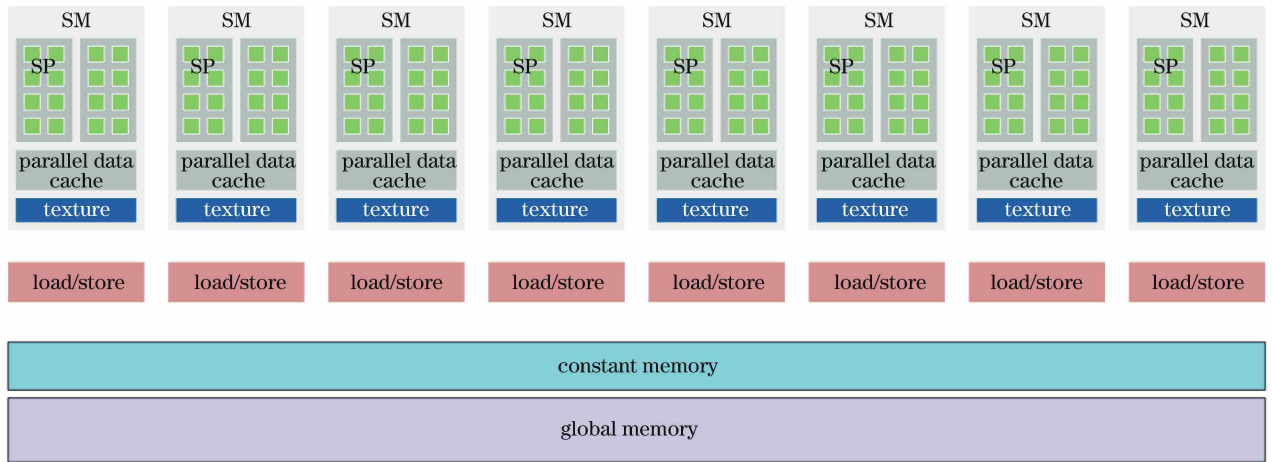 SM SM SM SM SM SM SM SM
SP SP SP SP SP SP SP SP
parallel data parallel data parallel data parallel data parallel data parallel data parallel data parallel data
cache cache cache cache cache cache cache cache
texture texture texture texture texture texture texture texture
load/store load/store load/store load/store load/store load/store load/store load/store
constant memory
global memory